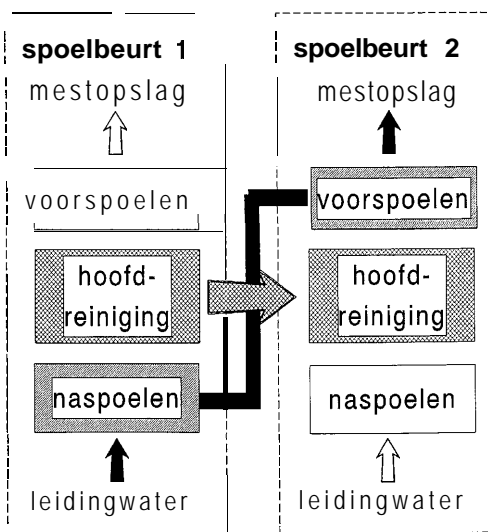 spoelbeurt 1
mestopslag
voorspoelen
hoofd-
reiniging
naspoelen
leidingwater
spoelbeurt 2
mestopslag
voorspoelen
hoofd-
reiniging
naspoelen
leidingwater